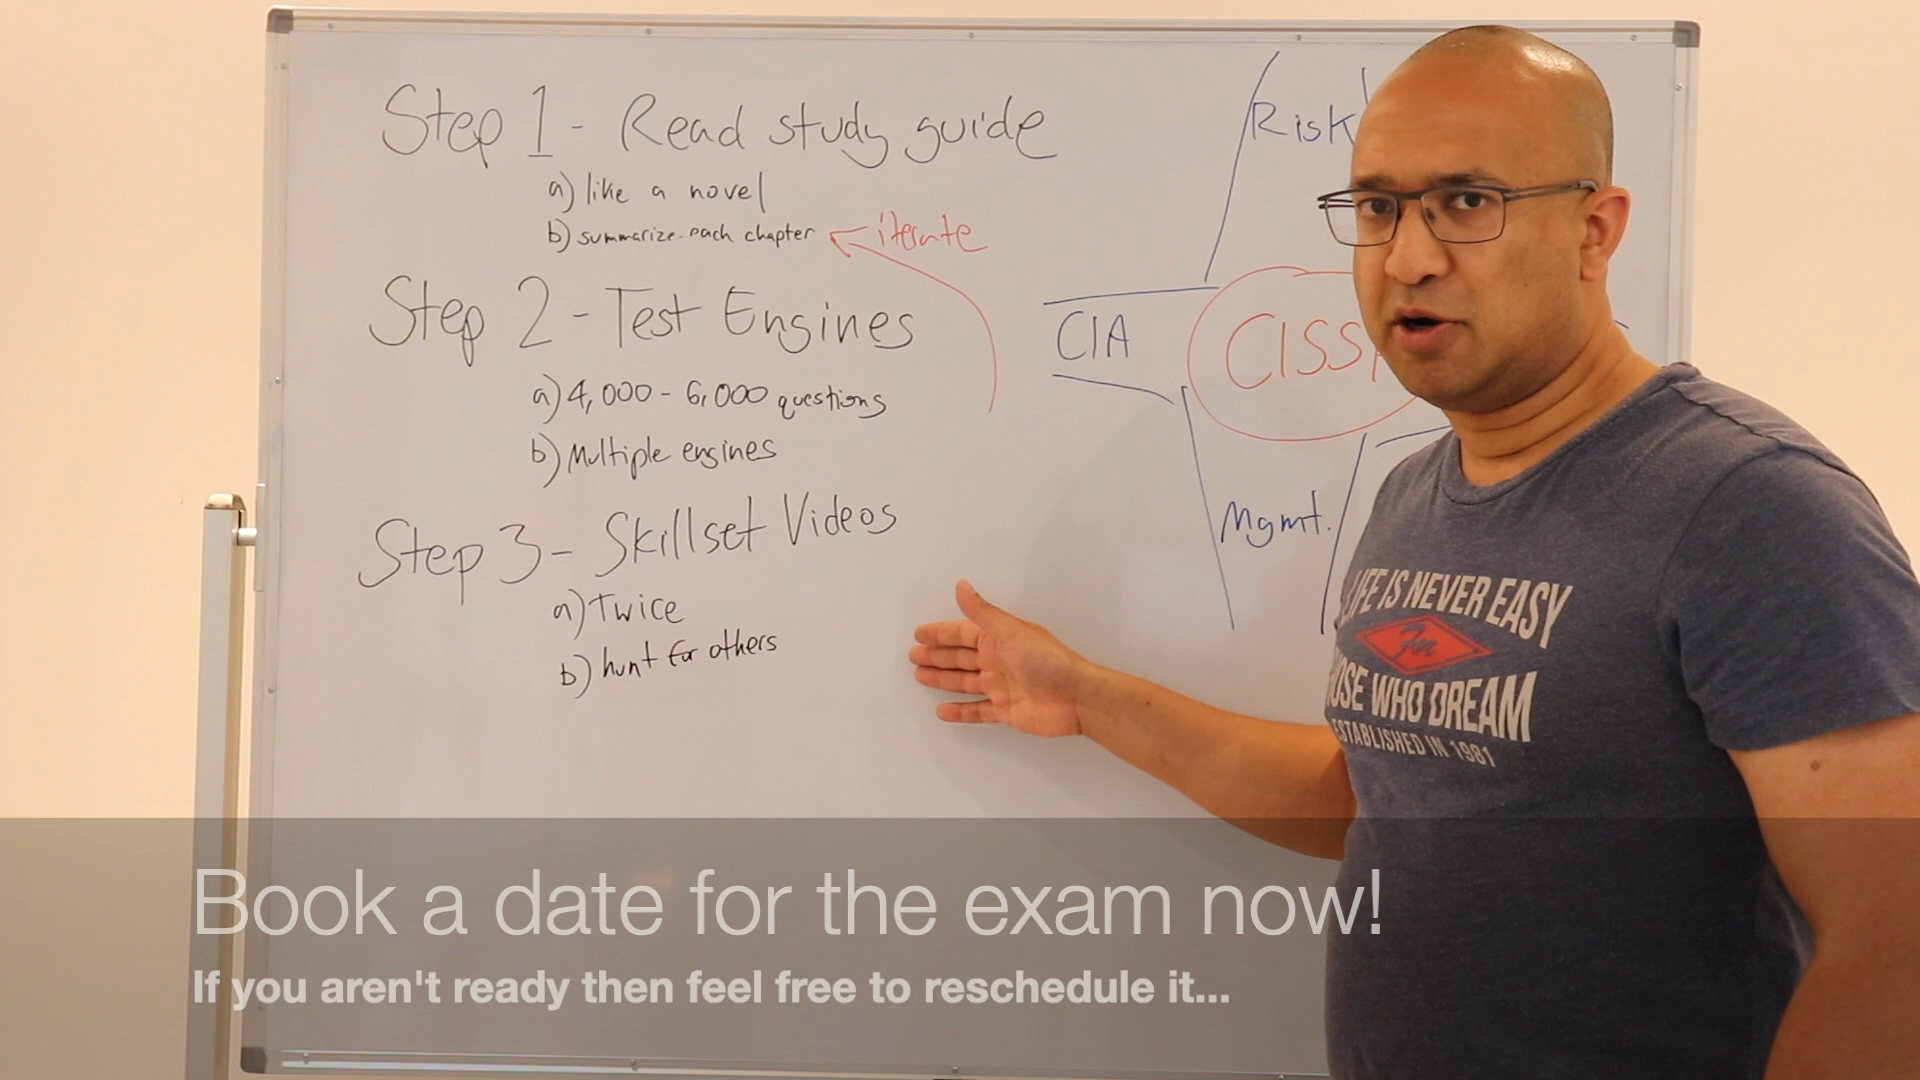 Step 1 - Read study guide
a) like a novel
b) summarize each chapter
iterate
Step 2 - Test Engines
a) 4,000 - 6,000 questions
b) Multiple engines
Step 3 - Skillset Videos
a) Twice
b) hunt for others
Risk
CIA
CISSP
Mgmt.
LIFE IS NEVER EASY
Fm
THOSE WHO DREAM
ESTABLISHED IN 1981
Book a date for the exam now!
If you aren't ready then feel free to reschedule it...